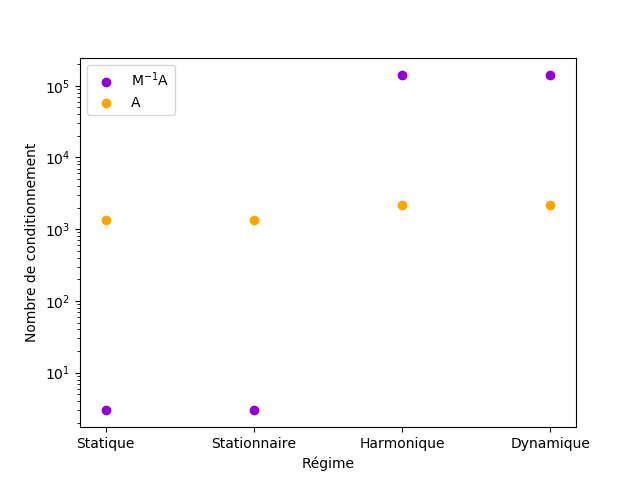 M⁻¹A
A
10⁵
10⁴
10³
10²
10¹
Nombre de conditionnement
Statique Stationnaire Harmonique Dynamique
Régime